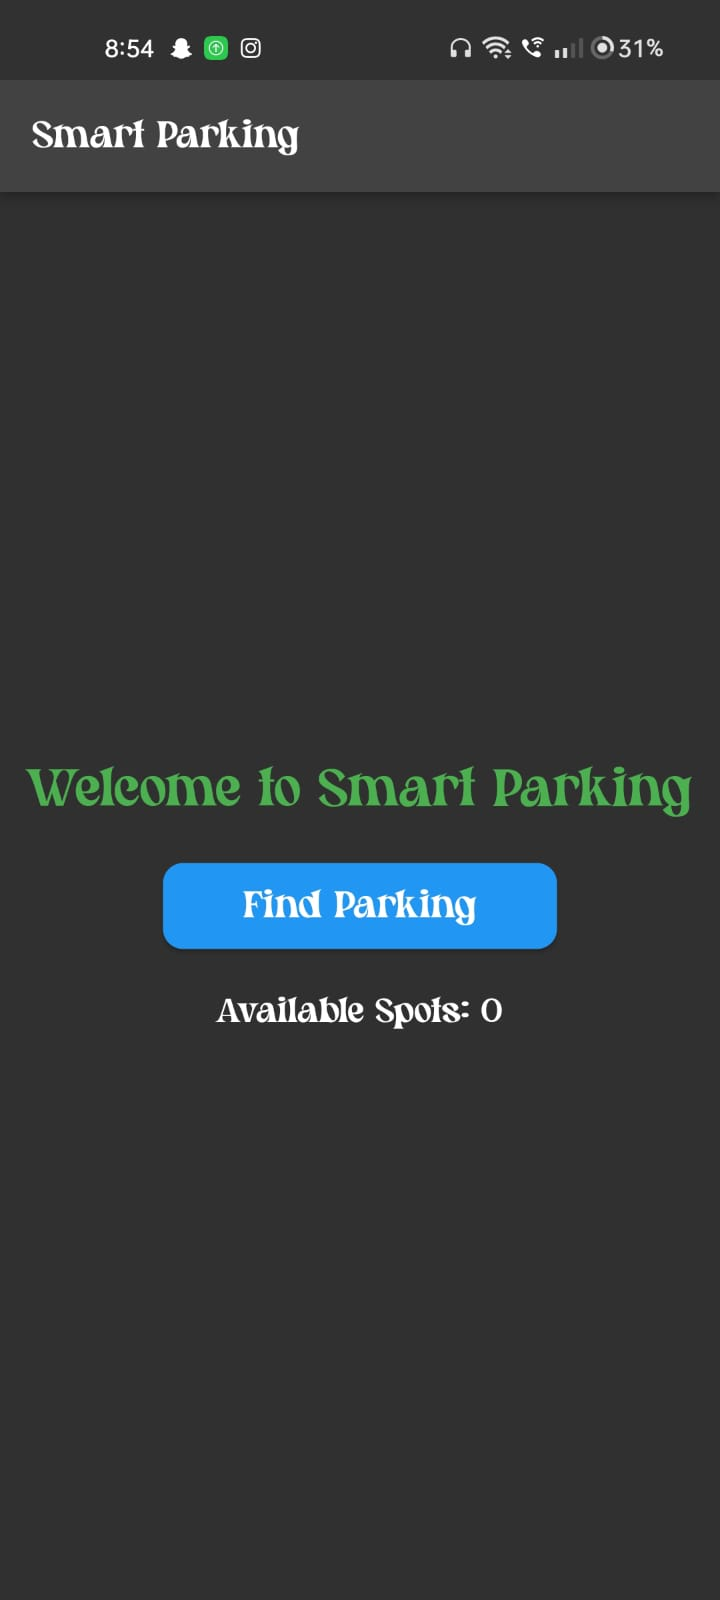 8:54 31%
Smart Parking
Welcome to Smart Parking
Find Parking
Available Spots: 0